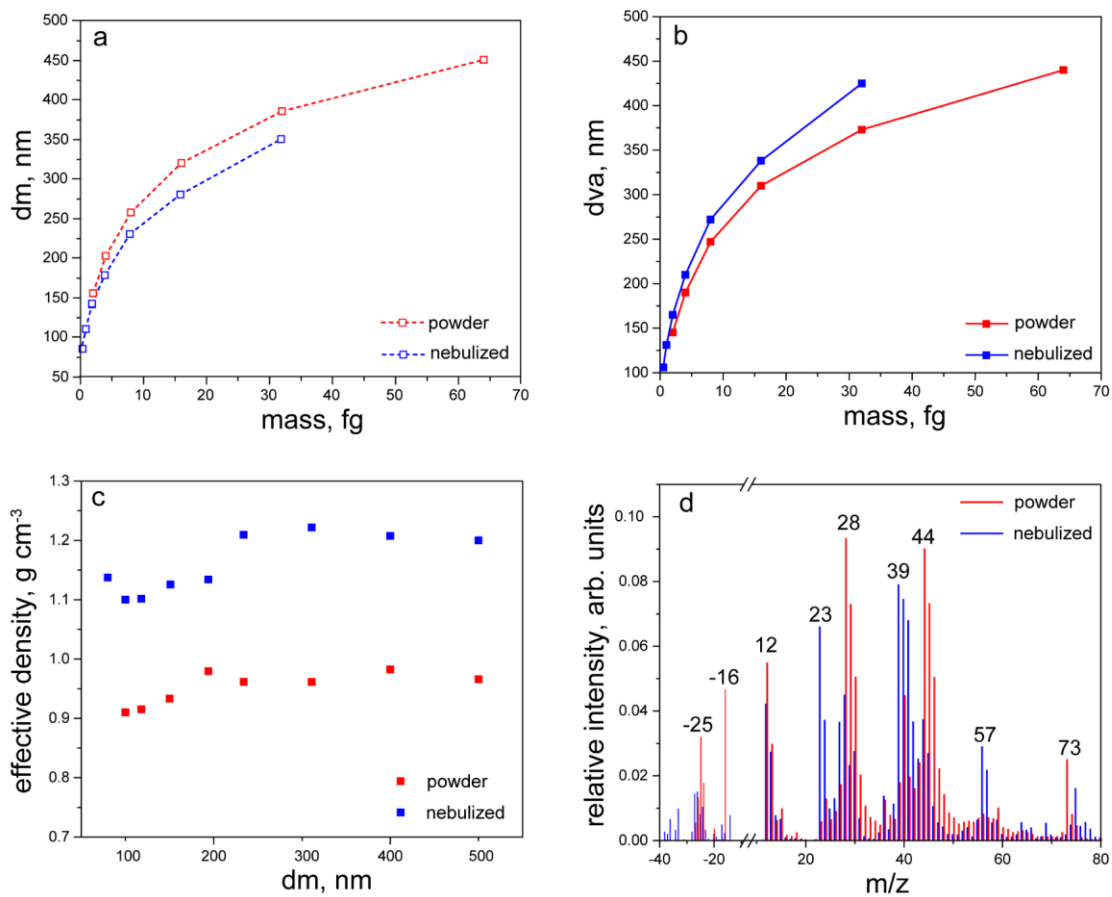 a
500
450
400
350
300
250
200
150
100
50
dm, nm
0 10 20 30 40 50 60 70
mass, fg
powder
nebulized
b
500
450
400
350
300
250
200
150
100
dva, nm
0 10 20 30 40 50 60 70
mass, fg
powder
nebulized
c
1.3
1.2
1.1
1.0
0.9
0.8
0.7
effective density, g cm⁻³
100 200 300 400 500
dm, nm
powder
nebulized
d
0.10
0.08
0.06
0.04
0.02
0.00
relative intensity, arb. units
-25
-16
12
23
28
39
44
57
73
-40 -20 20 40 60 80
m/z
powder
nebulized